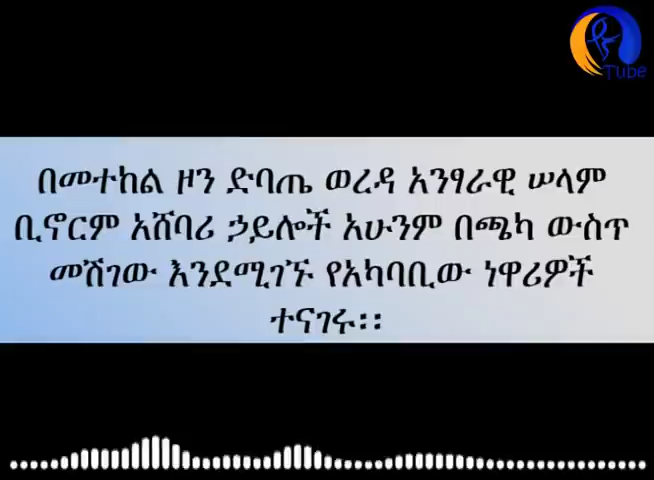 Tube
በመተከል ዞን ድባጤ ወረዳ አንፃራዊ ሠላም
ቢኖርም አሸባሪ ኃይሎች አሁንም በጫካ ውስጥ
መሽገው እንደሚገኙ የአካባቢው ነዋሪዎች
ተናገሩ፡፡